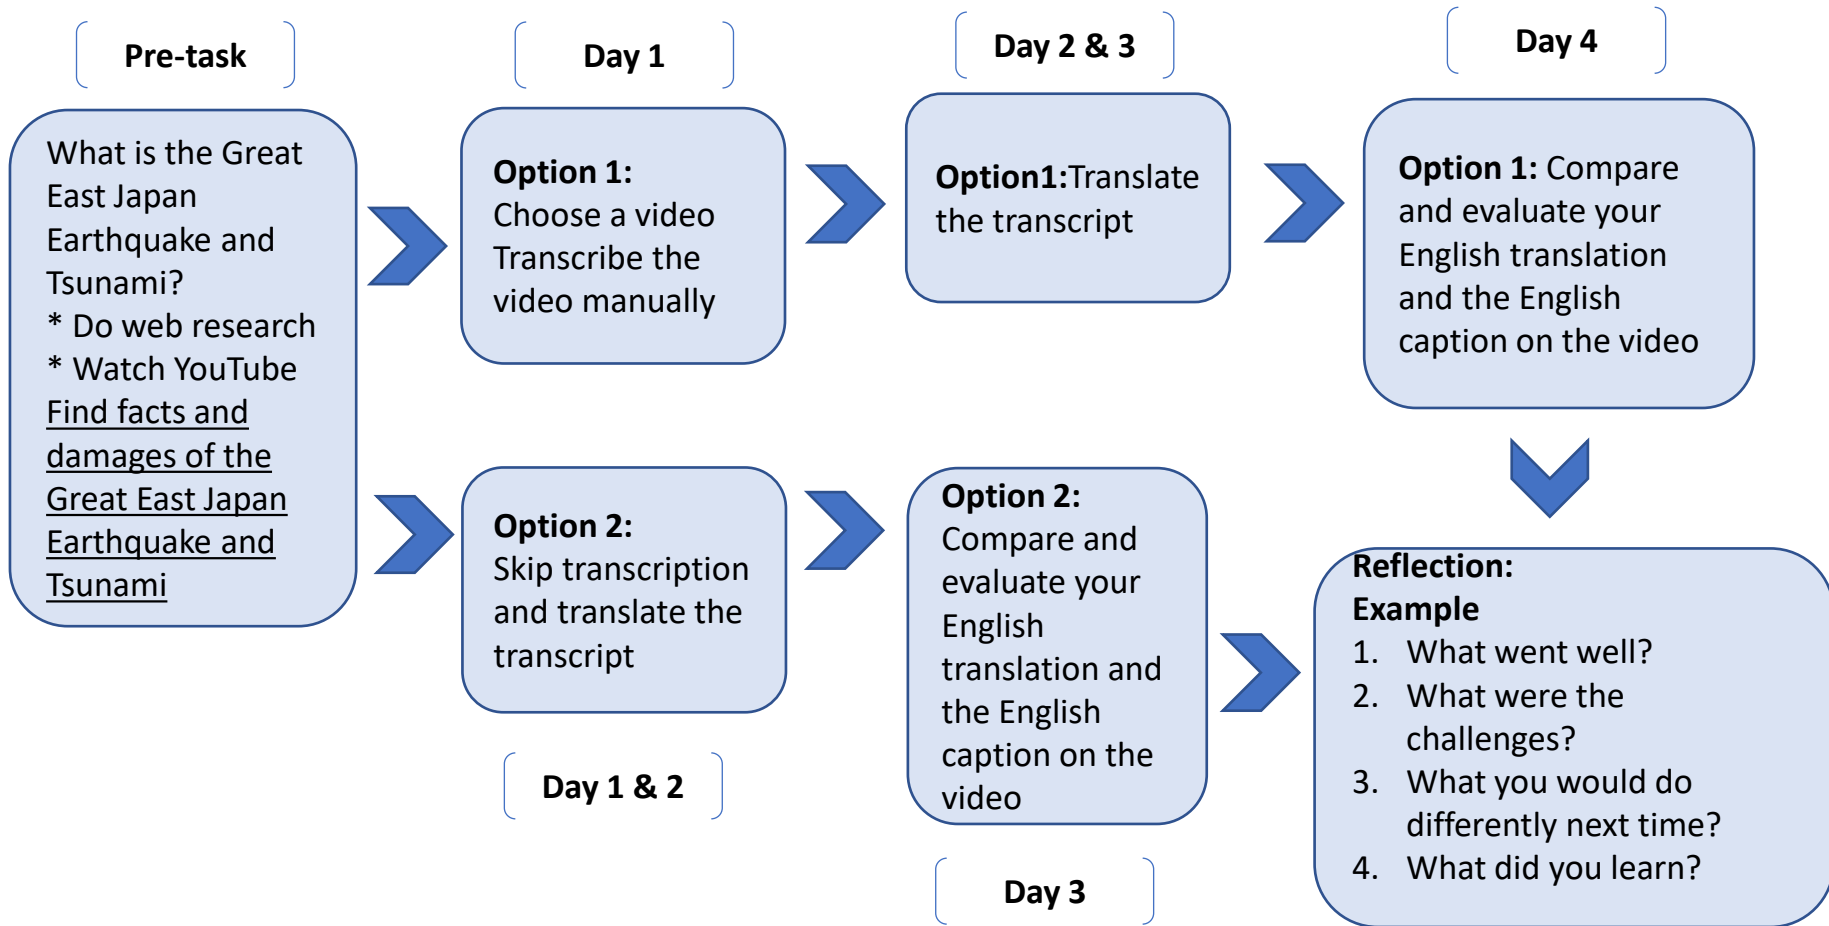 Pre-task
What is the Great
East Japan
Earthquake and
Tsunami?
* Do web research
* Watch YouTube
Find facts and
damages of the
Great East Japan
Earthquake and
Tsunami
Day 1
Option 1:
Choose a video
Transcribe the
video manually
Day 2 & 3
Option1:Translate
the transcript
Day 4
Option 1: Compare
and evaluate your
English translation
and the English
caption on the video
Option 2:
Skip transcription
and translate the
transcript
Day 1 & 2
Option 2:
Compare and
evaluate your
English
translation and
the English
caption on the
video
Day 3
Reflection:
Example
1. What went well?
2. What were the
challenges?
3. What you would do
differently next time?
4. What did you learn?